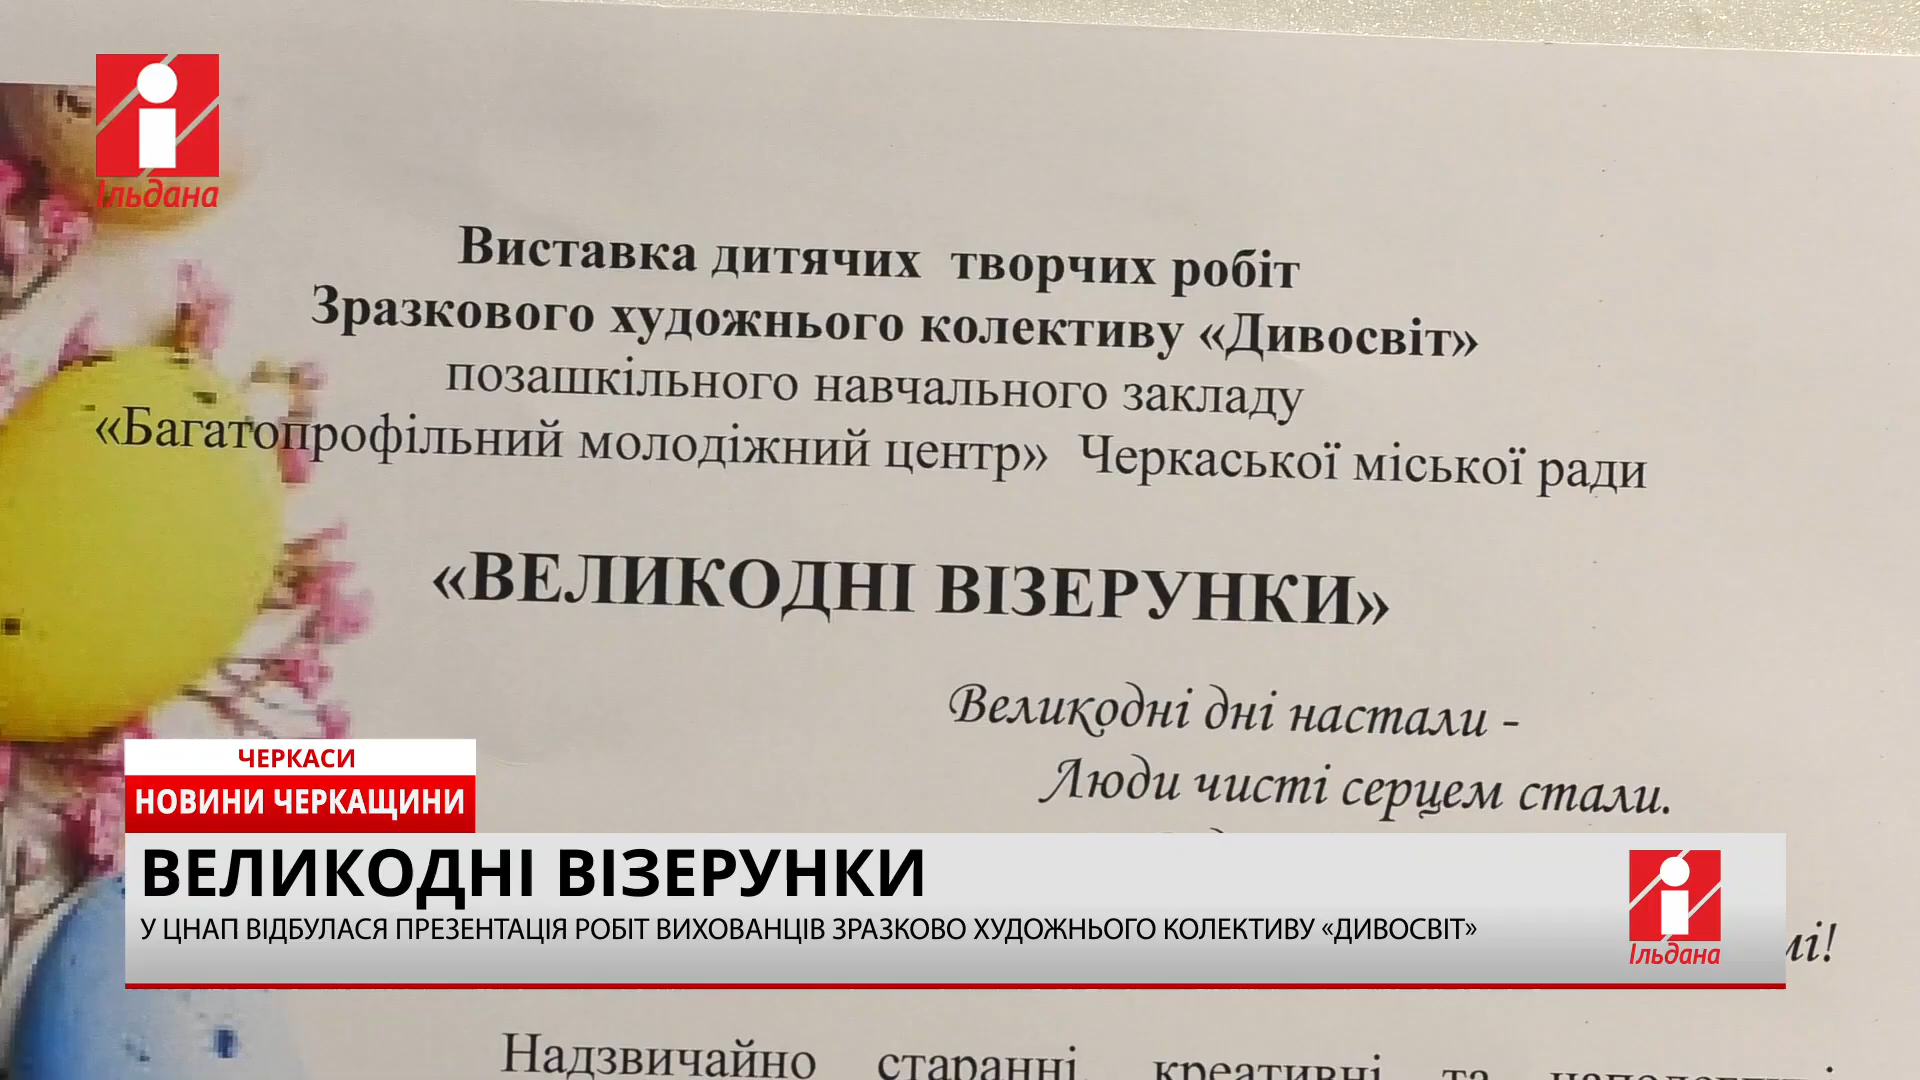 Ільдана
Виставка дитячих творчих робіт
Зразкового художнього колективу «Дивосвіт»
позашкільного навчального закладу
«Багатопрофільний молодіжний центр» Черкаської міської ради
«ВЕЛИКОДНІ ВІЗЕРУНКИ»
Великодні дні настали -
Люди чисті серцем стали.
ЧЕРКАСИ
НОВИНИ ЧЕРКАЩИНИ
ВЕЛИКОДНІ ВІЗЕРУНКИ
У ЦНАП ВІДБУЛАСЯ ПРЕЗЕНТАЦІЯ РОБІТ ВИХОВАНЦІВ ЗРАЗКОВО ХУДОЖНЬОГО КОЛЕКТИВУ «ДИВОСВІТ»
Ільдана
Надзвичайно старанні, креативні та